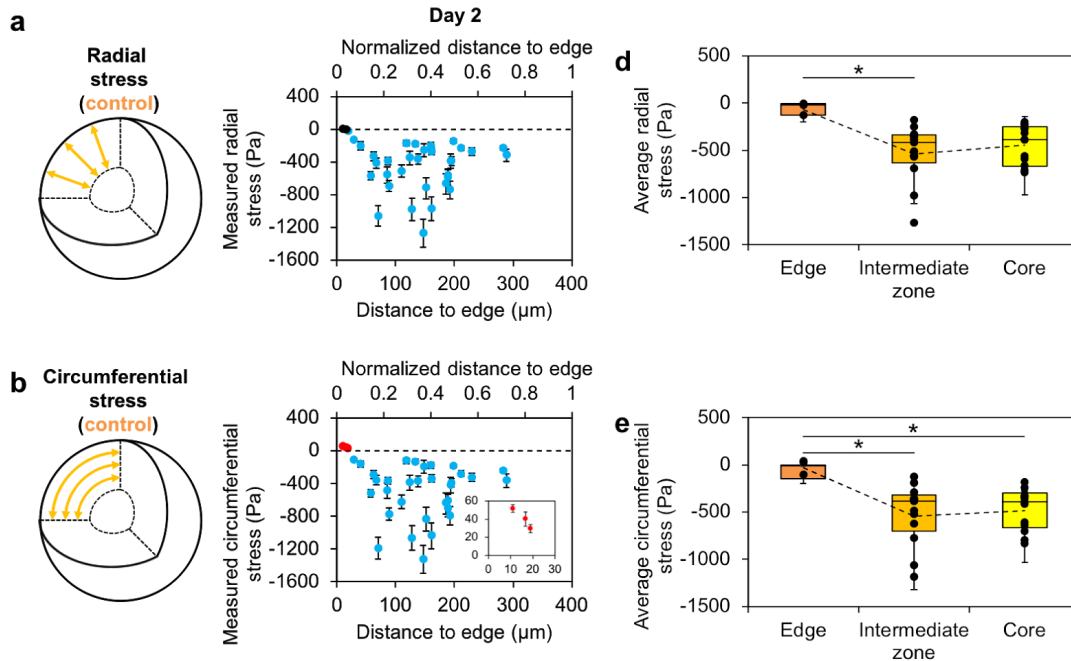 a
Radial
stress
(control)
Day 2
Normalized distance to edge
0 0.2 0.4 0.6 0.8 1
Measured radial
stress (Pa)
400
0
-400
-800
-1200
-1600
0 100 200 300 400
Distance to edge (µm)
d
Average radial
stress (Pa)
500
0
-500
-1000
-1500
*
Edge Intermediate Core
zone
b
Circumferential
stress
(control)
Normalized distance to edge
0 0.2 0.4 0.6 0.8 1
Measured circumferential
stress (Pa)
400
0
-400
-800
-1200
-1600
60
40
20
0
0 10 20 30
0 100 200 300 400
Distance to edge (µm)
e
Average circumferential
stress (Pa)
500
0
-500
-1000
-1500
*
*
Edge Intermediate Core
zone